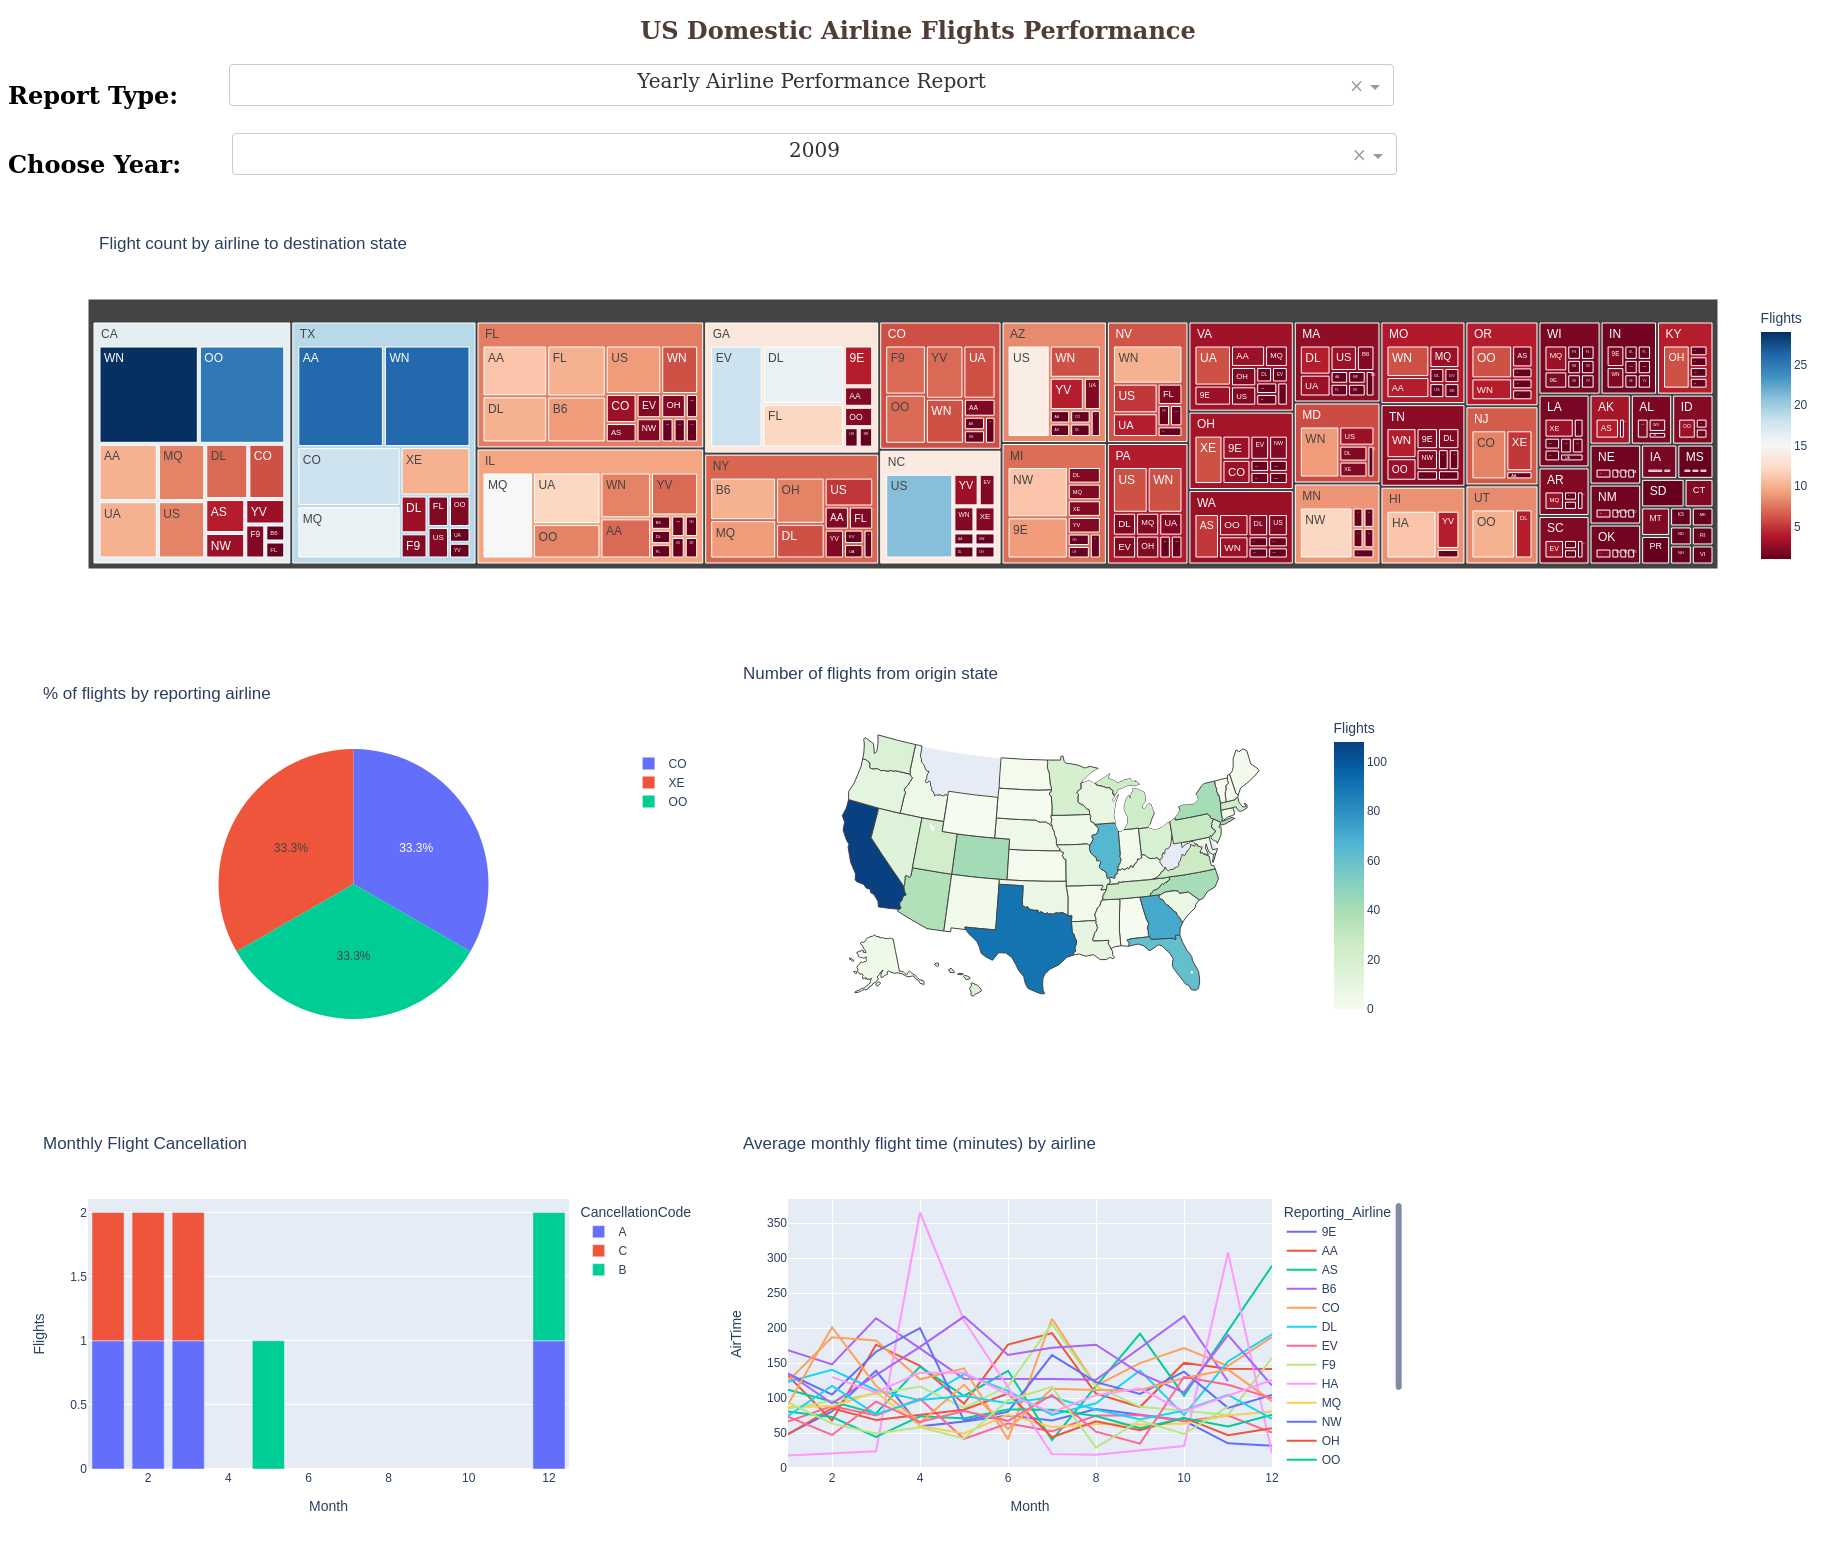 US Domestic Airline Flights Performance
Report Type:
Yearly Airline Performance Report
×
Choose Year:
2009
×
Flight count by airline to destination state
CA TX FL GA CO AZ NV VA MA MO OR WI IN KY
WN OO AA WN AA FL US WN EV DL 9E F9 YV UA US WN WN UA AA MQ DL US B6 WN MQ OO AS MQ 9E OH
DL B6 CO EV OH AS NW FL AA OO OO WN AA YV UA US FL UA OH DL EV 9E US UA AA WN 9E WN
OH MD TN NJ LA AK AL ID
CO XE WN US DL XE WN 9E DL OO NW CO XE XE AS WN OO
AA MQ DL CO CO XE IL NY NC MI PA XE 9E EV NW CO NE IA MS
UA US AS YV NW F9 B6 FL MQ DL FL OO F9 US UA YV
MQ UA WN YV OO AA B6 OH US MQ DL AA FL YV US YV EV WN XE NW 9E DL MQ XE YV US WN DL MQ UA EV OH
WA MN HI UT AR NM SD CT
AS OO DL US WN NW HA YV OO DL MQ SC EV OK MT PR RI VI
Flights
25
20
15
10
5
% of flights by reporting airline
CO
XE
OO
33.3%
33.3%
33.3%
Number of flights from origin state
Flights
100
80
60
40
20
0
Monthly Flight Cancellation
Flights
2
1.5
1
0.5
0
2 4 6 8 10 12
Month
CancellationCode
A
C
B
Average monthly flight time (minutes) by airline
AirTime
350
300
250
200
150
100
50
0
2 4 6 8 10 12
Month
Reporting_Airline
9E
AA
AS
B6
CO
DL
EV
F9
HA
MQ
NW
OH
OO